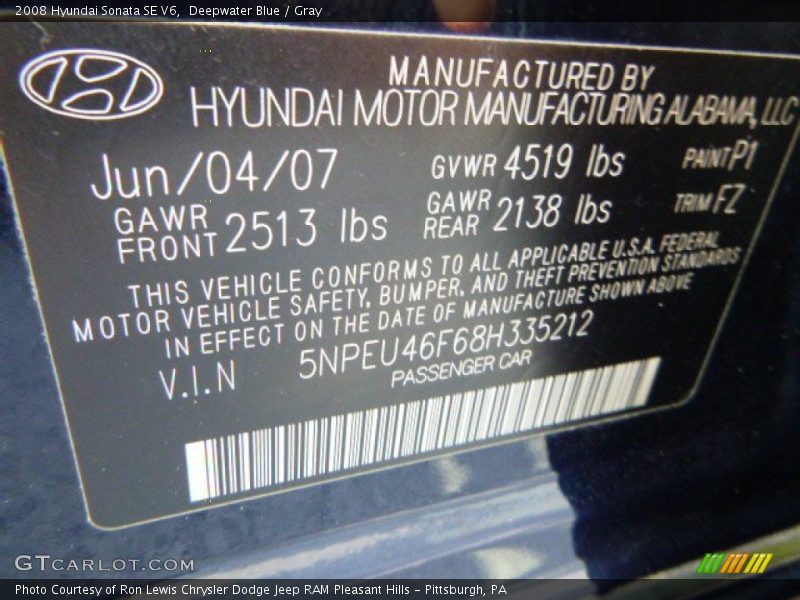 2008 Hyundai Sonata SE V6,  Deepwater Blue / Gray
MANUFACTURED BY
HYUNDAI MOTOR MANUFACTURING ALABAMA, LLC
Jun/04/07 GVWR 4519 lbs PAINT P1
GAWR FRONT 2513 lbs GAWR REAR 2138 lbs TRIM FZ
THIS VEHICLE CONFORMS TO ALL APPLICABLE U.S.A. FEDERAL
MOTOR VEHICLE SAFETY, BUMPER, AND THEFT PREVENTION STANDARDS
IN EFFECT ON THE DATE OF MANUFACTURE SHOWN ABOVE
V.I.N 5NPEU46F68H335212
PASSENGER CAR
GTCARLOT.COM
Photo Courtesy of Ron Lewis Chrysler Dodge Jeep RAM Pleasant Hills - Pittsburgh, PA